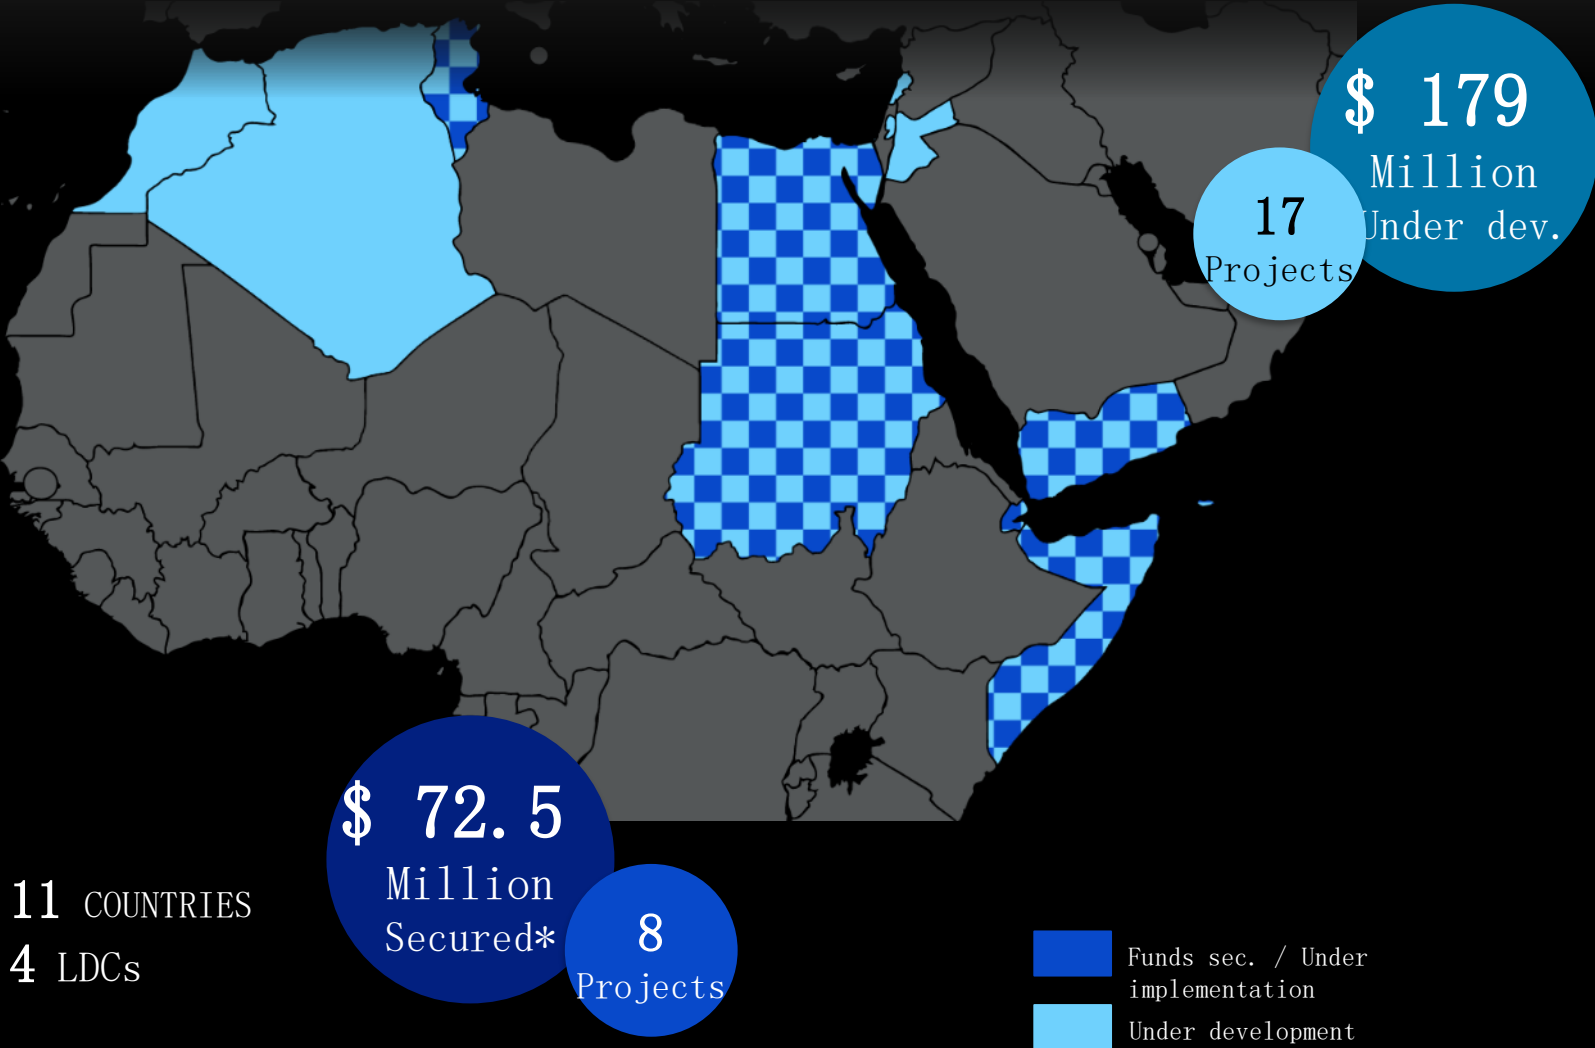 $ 179
Million
Under dev.
17
Projects
$ 72.5
Million
Secured*
8
Projects
11 COUNTRIES
4 LDCs
Funds sec. / Under
implementation
Under development